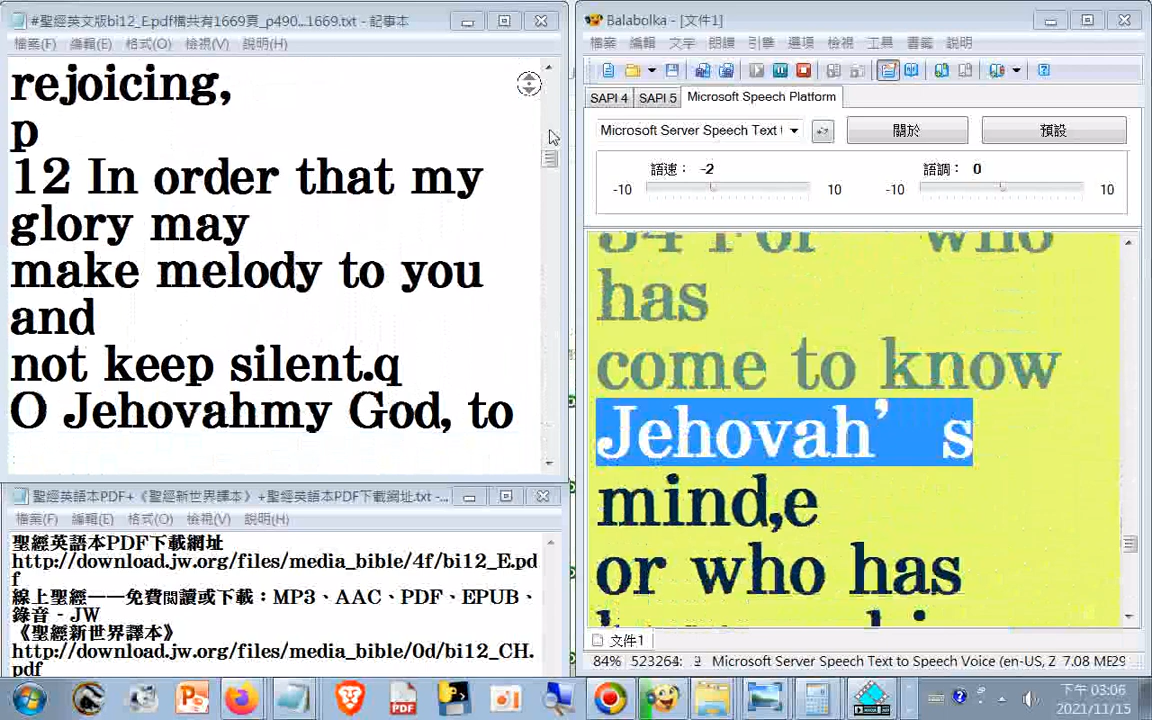 #聖經英文版bi12_E.pdf檔共有1669頁_p490...1669.txt - 記事本
檔案(F) 編輯(E) 格式(O) 檢視(V) 說明(H)
rejoicing,
p
12 In order that my
glory may
make melody to you
and
not keep silent.q
O Jehovahmy God, to
聖經英語本PDF+《聖經新世界譯本》+聖經英語本PDF下載網址.txt -...
檔案(F) 編輯(E) 格式(O) 檢視(V) 說明(H)
聖經英語本PDF下載網址
http://download.jw.org/files/media_bible/4f/bi12_E.pd
f
線上聖經——免費閱讀或下載：MP3、AAC、PDF、EPUB、
錄音 - JW
《聖經新世界譯本》
http://download.jw.org/files/media_bible/0d/bi12_CH.
pdf
Balabolka - [文件1]
檔案 編輯 文字 朗讀 引擎 選項 檢視 工具 書籤 說明
SAPI 4 SAPI 5 Microsoft Speech Platform
Microsoft Server Speech Text 關於 預設
語速： -2 語調： 0
-10 10 -10 10
34 For who
has
come to know
Jehovah’ s
mind,e
or who has
文件1
84% 523264: Microsoft Server Speech Text to Speech Voice (en-US, Z 7.08 ME
下午 03:06
2021/11/15